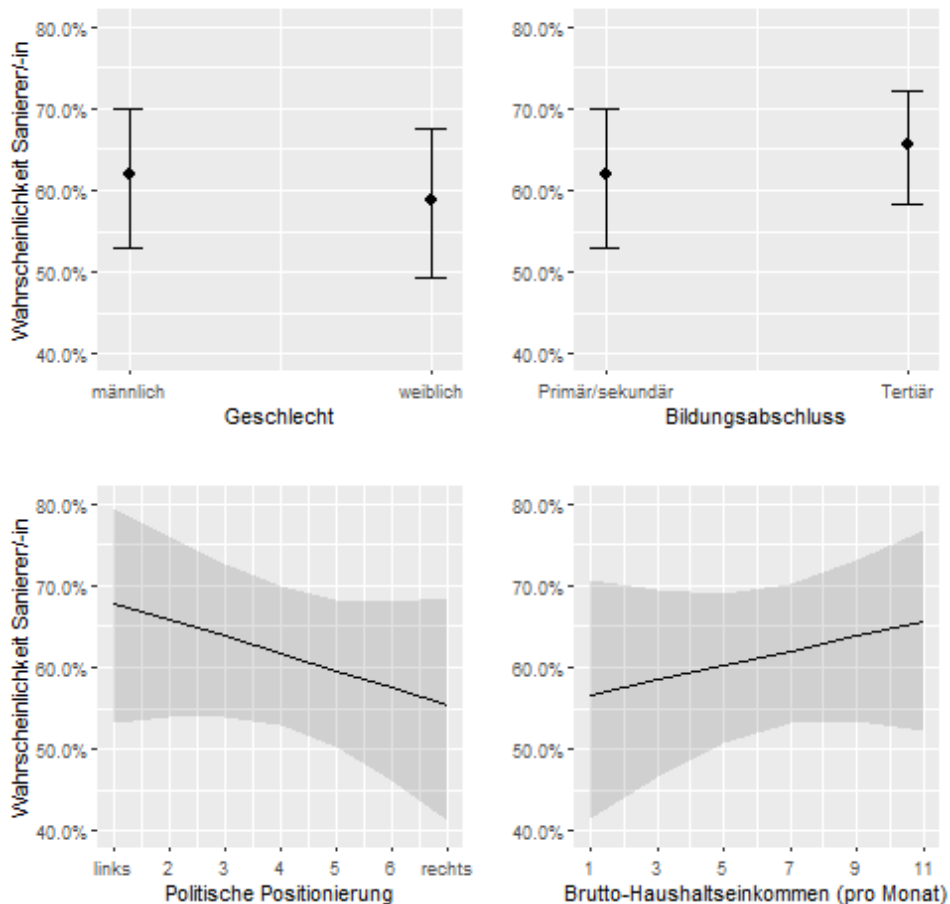 Wahrscheinlichkeit Sanierer/-in
80.0%
70.0%
60.0%
50.0%
40.0%
männlich weiblich
Geschlecht
80.0%
70.0%
60.0%
50.0%
40.0%
Primär/sekundär Tertiär
Bildungsabschluss
Wahrscheinlichkeit Sanierer/-in
80.0%
70.0%
60.0%
50.0%
40.0%
links 2 3 4 5 6 rechts
Politische Positionierung
80.0%
70.0%
60.0%
50.0%
40.0%
1 3 5 7 9 11
Brutto-Haushaltseinkommen (pro Monat)